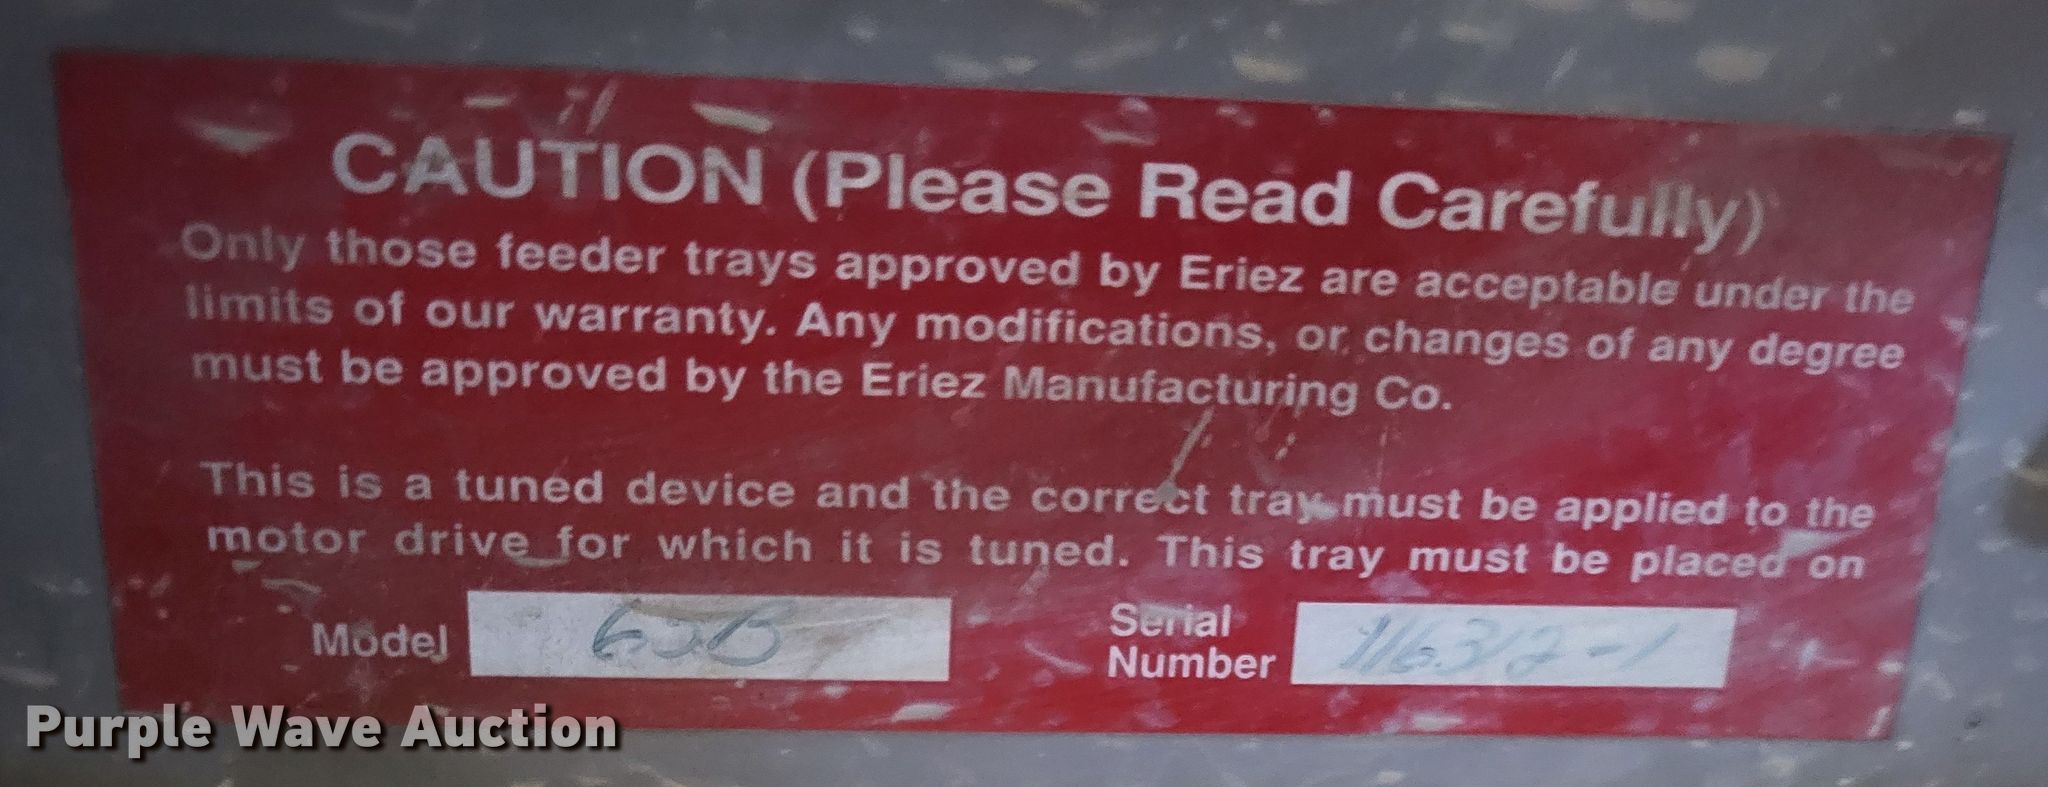 CAUTION (Please Read Carefully)
Only those feeder trays approved by Eriez are acceptable under the
limits of our warranty. Any modifications, or changes of any degree
must be approved by the Eriez Manufacturing Co.
This is a tuned device and the correct tray must be applied to the
motor drive for which it is tuned. This tray must be placed on
Model
Serial
Number 116312-1
Purple Wave Auction